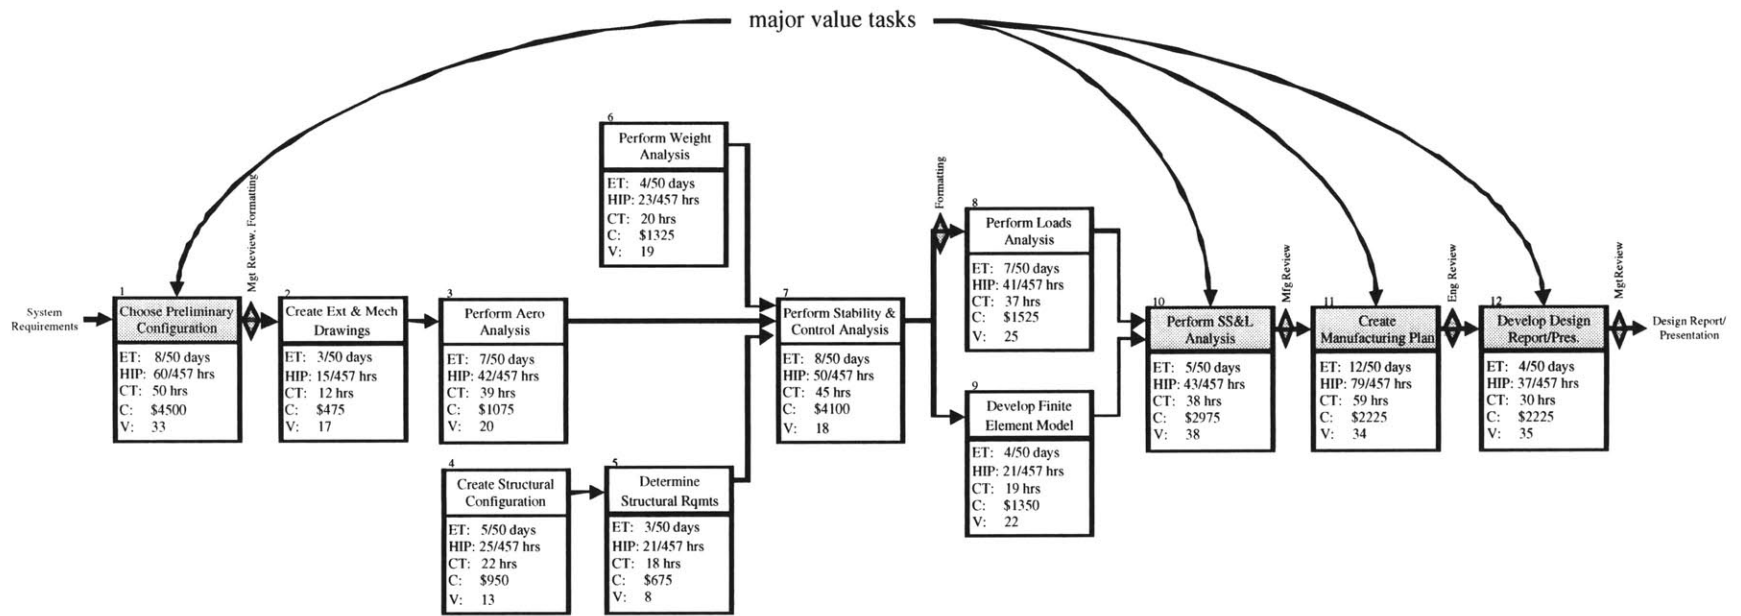 major value tasks
System
Requirements
1
Choose Preliminary
Configuration
ET: 8/50 days
HIP: 60/457 hrs
CT: 50 hrs
C: $4500
V: 33
Mgt Review, Formatting
2
Create Ext & Mech
Drawings
ET: 3/50 days
HIP: 15/457 hrs
CT: 12 hrs
C: $475
V: 17
3
Perform Aero
Analysis
ET: 7/50 days
HIP: 42/457 hrs
CT: 39 hrs
C: $1075
V: 20
4
Create Structural
Configuration
ET: 5/50 days
HIP: 25/457 hrs
CT: 22 hrs
C: $950
V: 13
5
Determine
Structural Rqmts
ET: 3/50 days
HIP: 21/457 hrs
CT: 18 hrs
C: $675
V: 8
6
Perform Weight
Analysis
ET: 4/50 days
HIP: 23/457 hrs
CT: 20 hrs
C: $1325
V: 19
7
Perform Stability &
Control Analysis
ET: 8/50 days
HIP: 50/457 hrs
CT: 45 hrs
C: $4100
V: 18
Formatting
8
Perform Loads
Analysis
ET: 7/50 days
HIP: 41/457 hrs
CT: 37 hrs
C: $1525
V: 25
9
Develop Finite
Element Model
ET: 4/50 days
HIP: 21/457 hrs
CT: 19 hrs
C: $1350
V: 22
10
Perform SS&L
Analysis
ET: 5/50 days
HIP: 43/457 hrs
CT: 38 hrs
C: $2975
V: 38
Mfg Review
11
Create
Manufacturing Plan
ET: 12/50 days
HIP: 79/457 hrs
CT: 59 hrs
C: $2225
V: 34
Eng Review
12
Develop Design
Report/Pres.
ET: 4/50 days
HIP: 37/457 hrs
CT: 30 hrs
C: $2225
V: 35
Mgt Review
Design Report/
Presentation